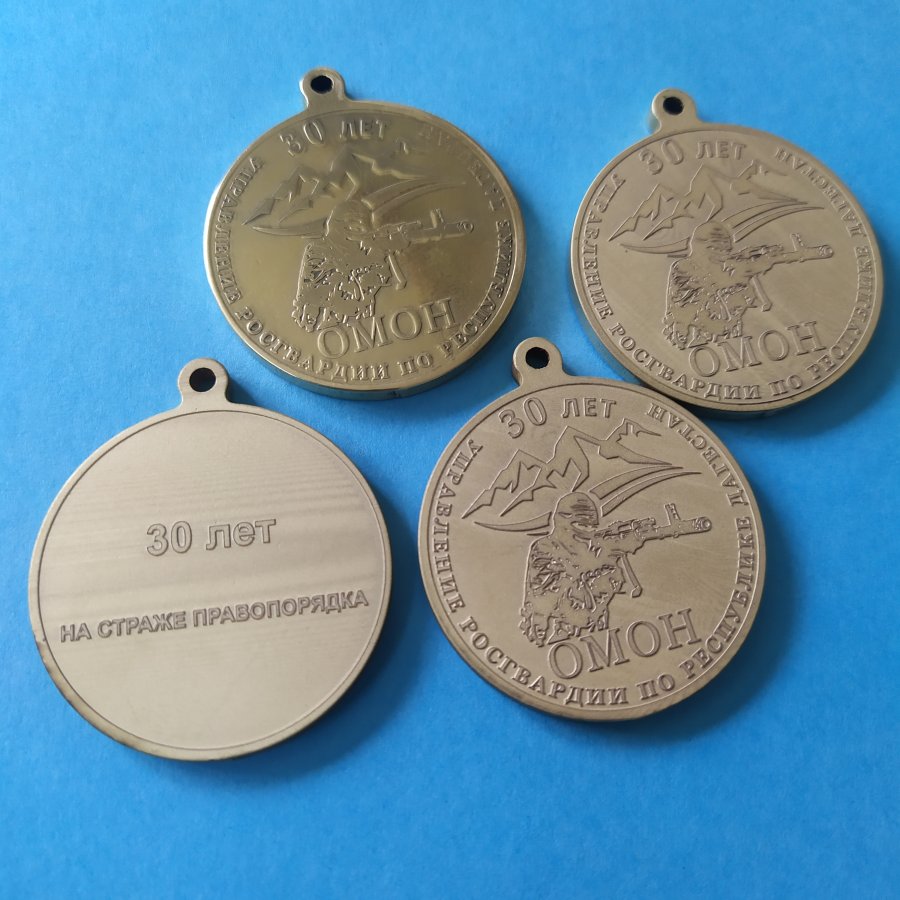 30 ЛЕТ
УПРАВЛЕНИЕ РОСГВАРДИИ ПО РЕСПУБЛИКЕ ДАГЕСТАН
ОМОН
30 ЛЕТ
УПРАВЛЕНИЕ РОСГВАРДИИ ПО РЕСПУБЛИКЕ ДАГЕСТАН
ОМОН
30 лет
НА СТРАЖЕ ПРАВОПОРЯДКА
30 ЛЕТ
УПРАВЛЕНИЕ РОСГВАРДИИ ПО РЕСПУБЛИКЕ ДАГЕСТАН
ОМОН